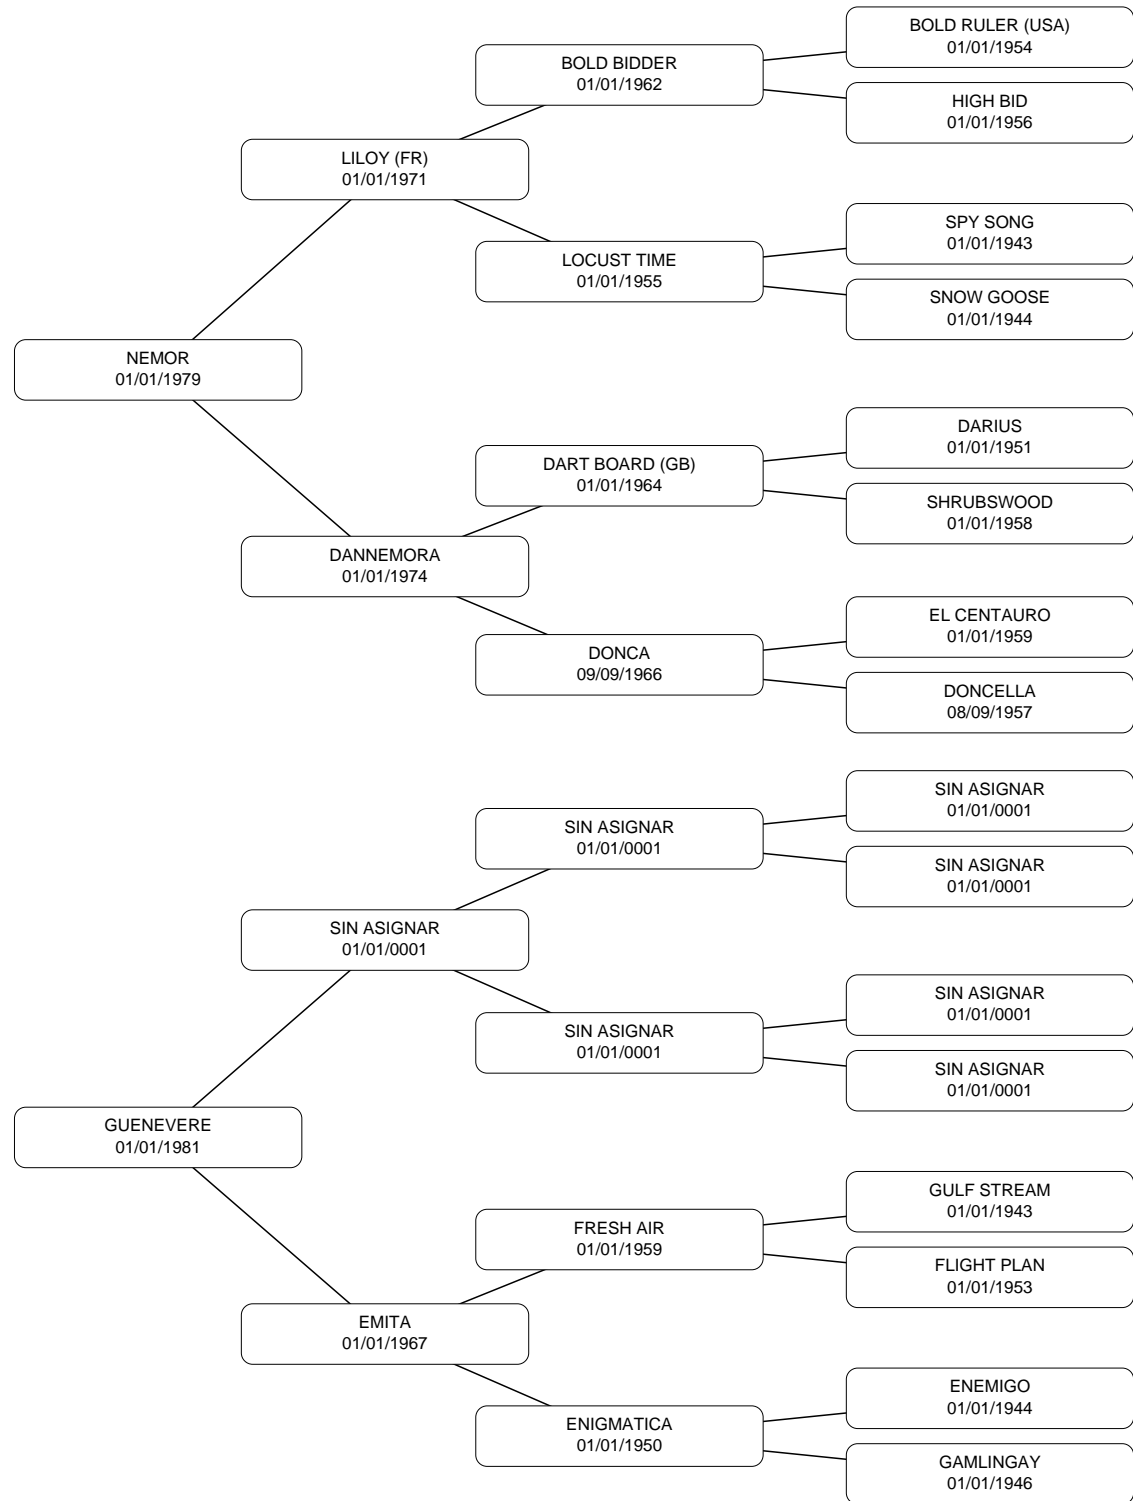 BOLD RULER (USA)
01/01/1954
BOLD BIDDER
01/01/1962
HIGH BID
01/01/1956
LILOY (FR)
01/01/1971
SPY SONG
01/01/1943
LOCUST TIME
01/01/1955
SNOW GOOSE
01/01/1944
NEMOR
01/01/1979
DARIUS
01/01/1951
DART BOARD (GB)
01/01/1964
SHRUBSWOOD
01/01/1958
DANNEMORA
01/01/1974
EL CENTAURO
01/01/1959
DONCA
09/09/1966
DONCELLA
08/09/1957
SIN ASIGNAR
01/01/0001
SIN ASIGNAR
01/01/0001
SIN ASIGNAR
01/01/0001
SIN ASIGNAR
01/01/0001
SIN ASIGNAR
01/01/0001
SIN ASIGNAR
01/01/0001
SIN ASIGNAR
01/01/0001
GUENEVERE
01/01/1981
GULF STREAM
01/01/1943
FRESH AIR
01/01/1959
FLIGHT PLAN
01/01/1953
EMITA
01/01/1967
ENEMIGO
01/01/1944
ENIGMATICA
01/01/1950
GAMLINGAY
01/01/1946